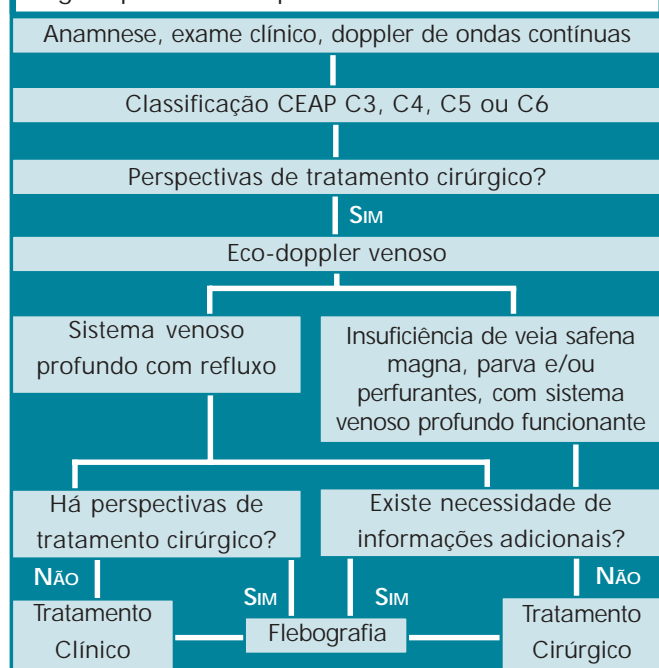 Anamnese, exame clínico, doppler de ondas contínuas
Classificação CEAP C3, C4, C5 ou C6
Perspectivas de tratamento cirúrgico?
SIM
Eco-doppler venoso
Sistema venoso
profundo com refluxo
Insuficiência de veia safena
magna, parva e/ou
perfurantes, com sistema
venoso profundo funcionante
Há perspectivas de
tratamento cirúrgico?
Existe necessidade de
informações adicionais?
NÃO
SIM
SIM
NÃO
Tratamento
Clínico
Flebografia
Tratamento
Cirúrgico